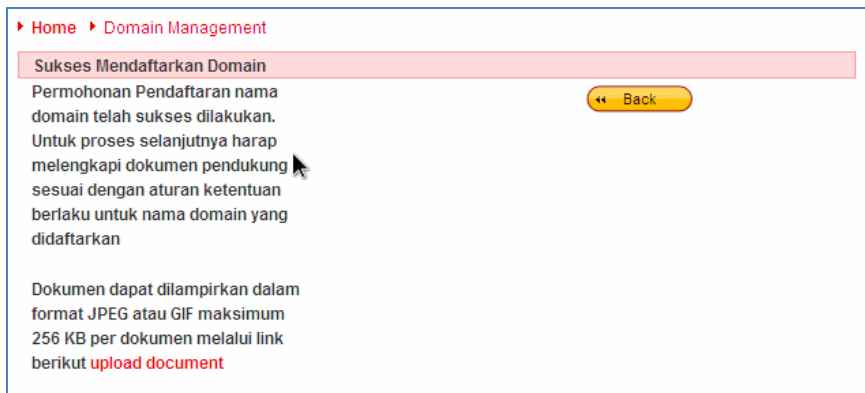 Home Domain Management
Sukses Mendaftarkan Domain
Permohonan Pendaftaran nama
domain telah sukses dilakukan.
Untuk proses selanjutnya harap
melengkapi dokumen pendukung
sesuai dengan aturan ketentuan
berlaku untuk nama domain yang
didaftarkan
Back
Dokumen dapat dilampirkan dalam
format JPEG atau GIF maksimum
256 KB per dokumen melalui link
berikut upload document